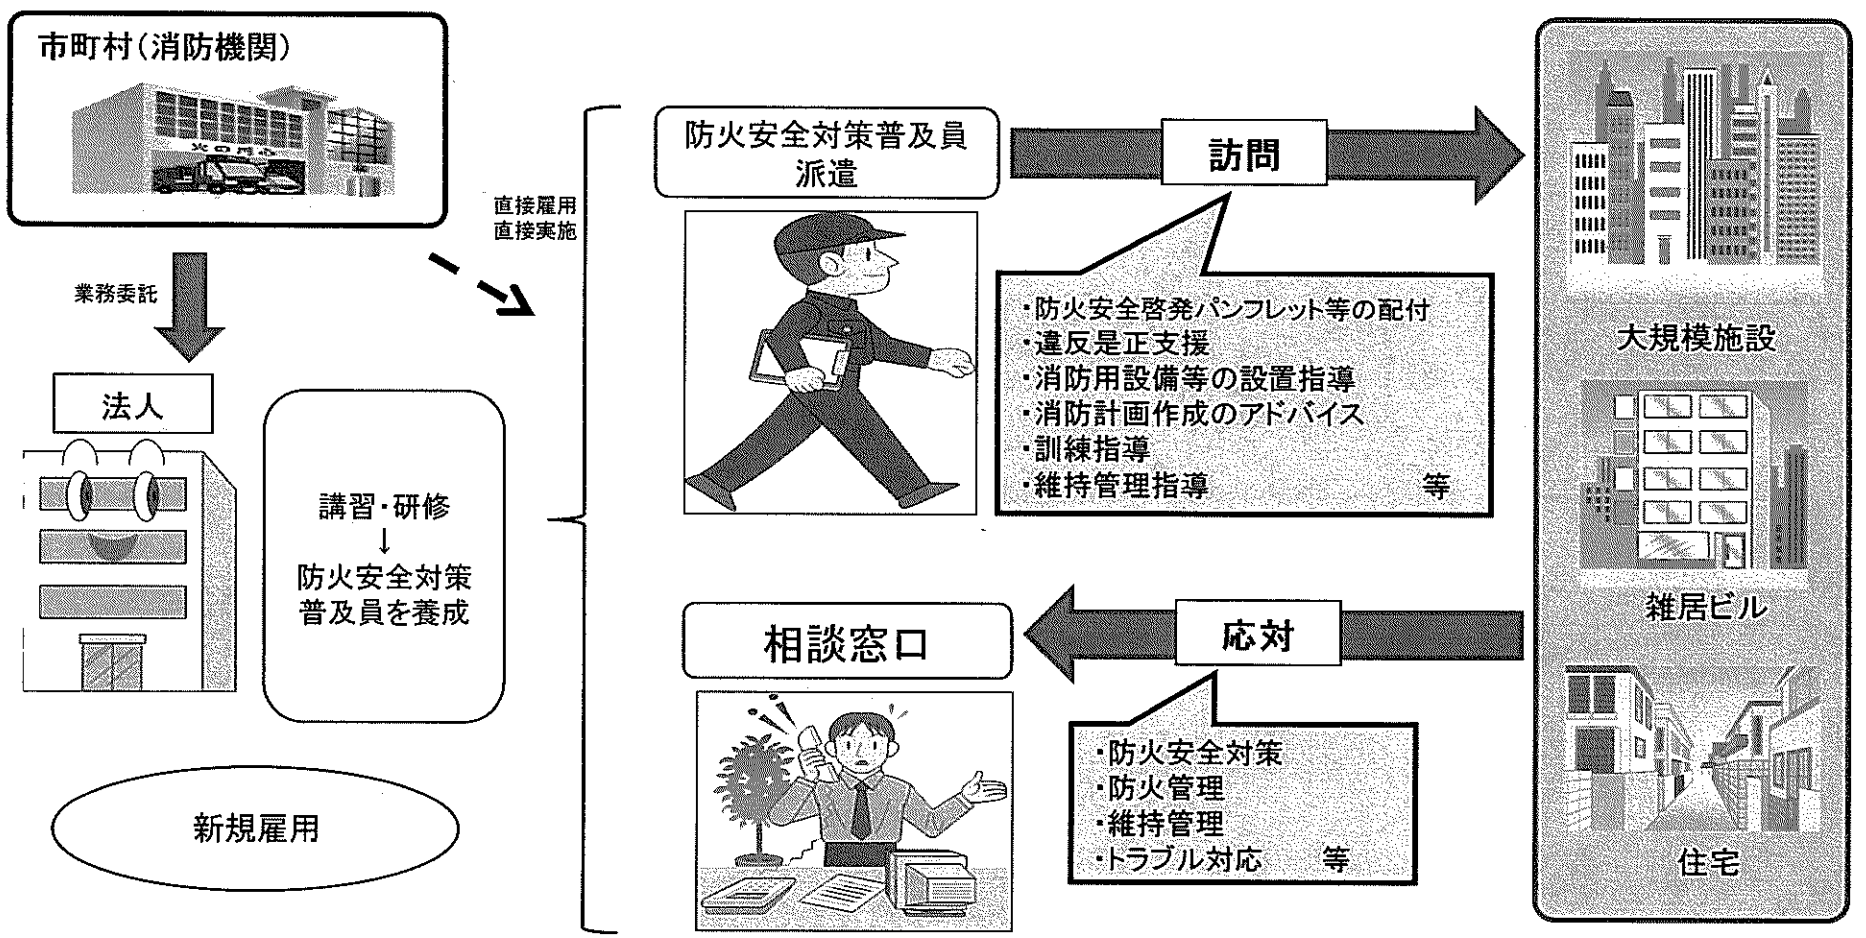 市町村(消防機関)
火の用心
業務委託
法人
講習・研修
↓
防火安全対策
普及員を養成
新規雇用
直接雇用
直接実施
防火安全対策普及員
派遣
訪問
・防火安全啓発パンフレット等の配付
・違反是正支援
・消防用設備等の設置指導
・消防計画作成のアドバイス
・訓練指導
・維持管理指導 等
相談窓口
応対
・防火安全対策
・防火管理
・維持管理
・トラブル対応 等
大規模施設
雑居ビル
住宅